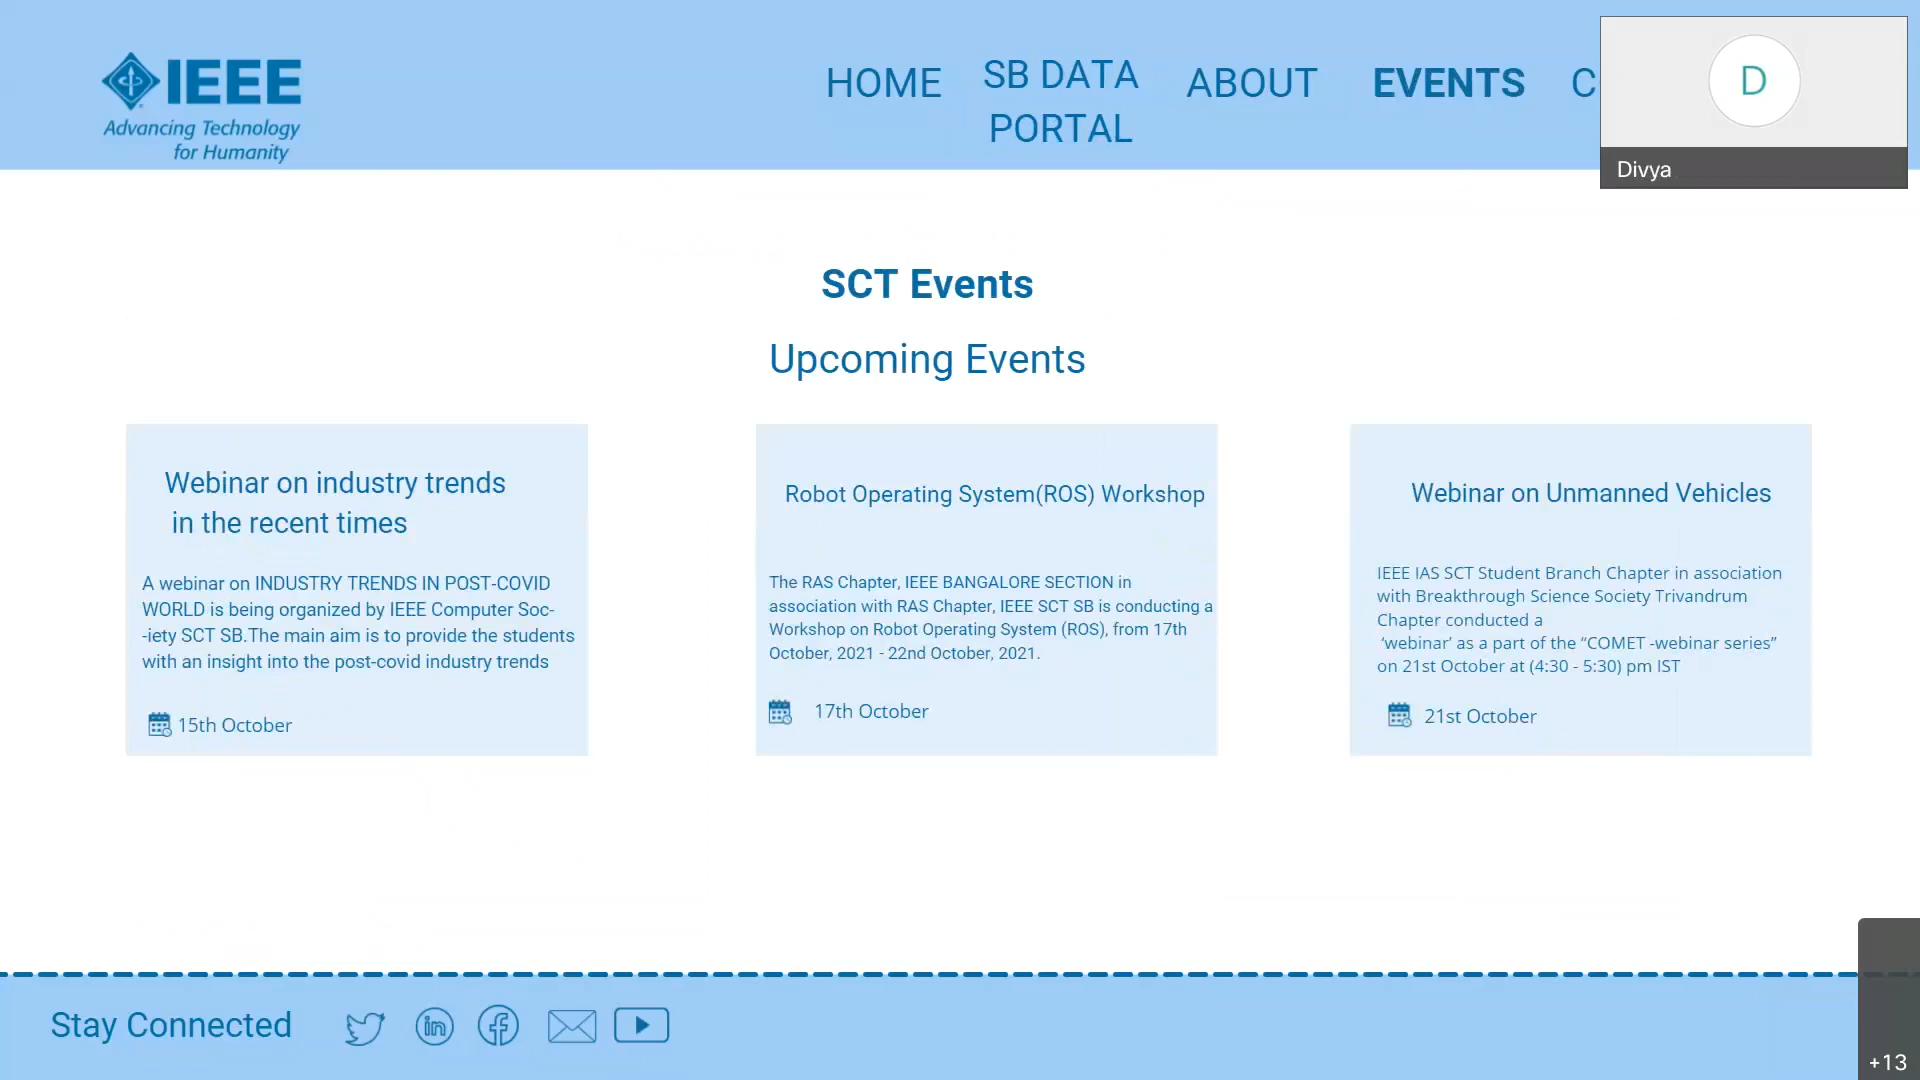 IEEE
Advancing Technology
for Humanity
HOME
SB DATA
PORTAL
ABOUT
EVENTS
C
D
Divya
SCT Events
Upcoming Events
Webinar on industry trends
in the recent times
A webinar on INDUSTRY TRENDS IN POST-COVID
WORLD is being organized by IEEE Computer Soc-
-iety SCT SB.The main aim is to provide the students
with an insight into the post-covid industry trends
15th October
Robot Operating System(ROS) Workshop
The RAS Chapter, IEEE BANGALORE SECTION in
association with RAS Chapter, IEEE SCT SB is conducting a
Workshop on Robot Operating System (ROS), from 17th
October, 2021 - 22nd October, 2021.
17th October
Webinar on Unmanned Vehicles
IEEE IAS SCT Student Branch Chapter in association
with Breakthrough Science Society Trivandrum
Chapter conducted a
‘webinar’ as a part of the “COMET -webinar series”
on 21st October at (4:30 - 5:30) pm IST
21st October
Stay Connected
+13